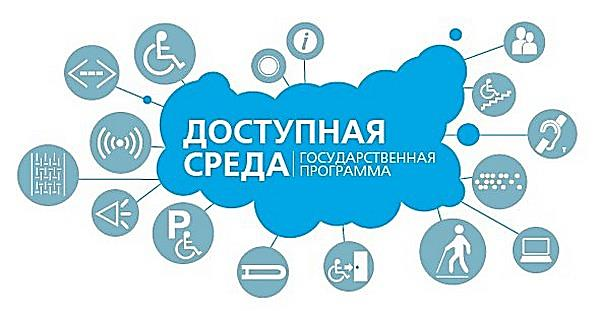 ДОСТУПНАЯ
СРЕДА | ГОСУДАРСТВЕННАЯ
ПРОГРАММА
i
P
T